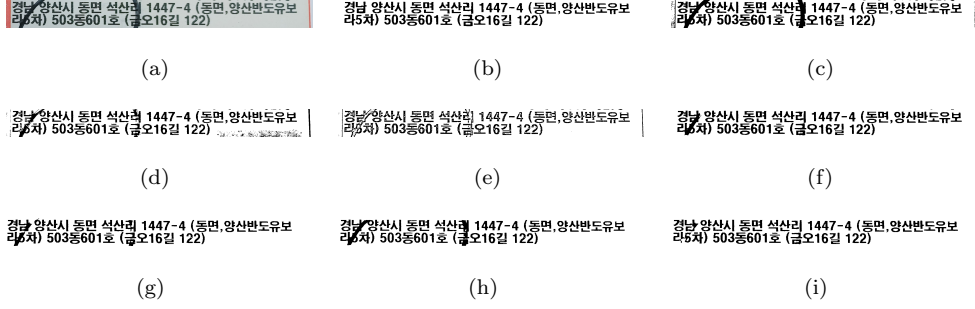 경남 양산시 동면 석산리 1447-4 (동면,양산반도유보
라5차) 503동601호 (금오16길 122)
(a)
경남 양산시 동면 석산리 1447-4 (동면,양산반도유보
라5차) 503동601호 (금오16길 122)
(b)
경남 양산시 동면 석산리 1447-4 (동면,양산반도유보
라5차) 503동601호 (금오16길 122)
(c)
경남 양산시 동면 석산리 1447-4 (동면,양산반도유보
라5차) 503동601호 (금오16길 122)
(d)
경남 양산시 동면 석산리 1447-4 (동면,양산반도유보
라5차) 503동601호 (금오16길 122)
(e)
경남 양산시 동면 석산리 1447-4 (동면,양산반도유보
라5차) 503동601호 (금오16길 122)
(f)
경남 양산시 동면 석산리 1447-4 (동면,양산반도유보
라5차) 503동601호 (금오16길 122)
(g)
경남 양산시 동면 석산리 1447-4 (동면,양산반도유보
라5차) 503동601호 (금오16길 122)
(h)
경남 양산시 동면 석산리 1447-4 (동면,양산반도유보
라5차) 503동601호 (금오16길 122)
(i)